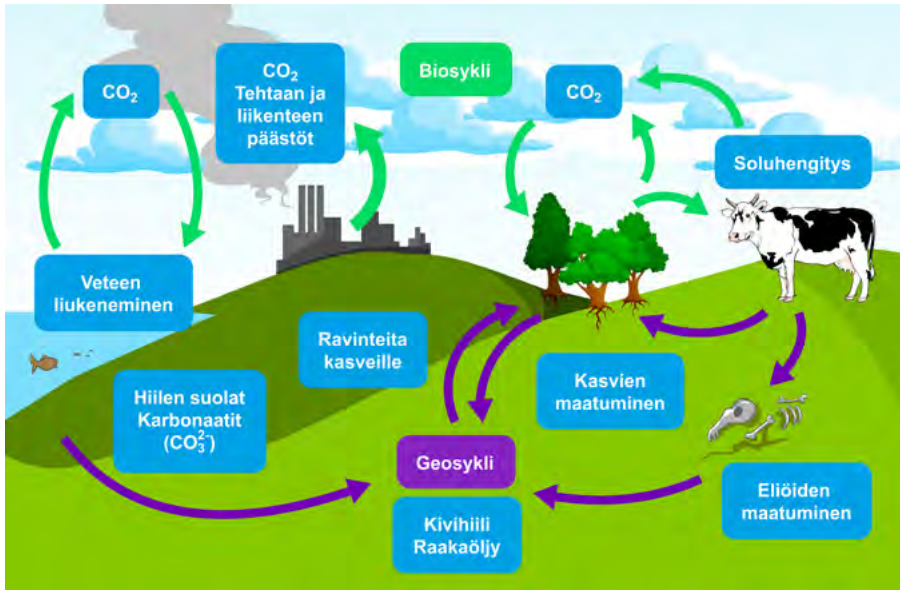 CO₂
CO₂
Tehtaan ja
liikenteen
päästöt
Biosykli
CO₂
Soluhengitys
Veteen
liukeneminen
Ravinteita
kasveille
Kasvien
maatuminen
Hiilen suolat
Karbonaatit
(CO₃²⁻)
Geosykli
Kivihiili
Raakaöljy
Eliöiden
maatuminen